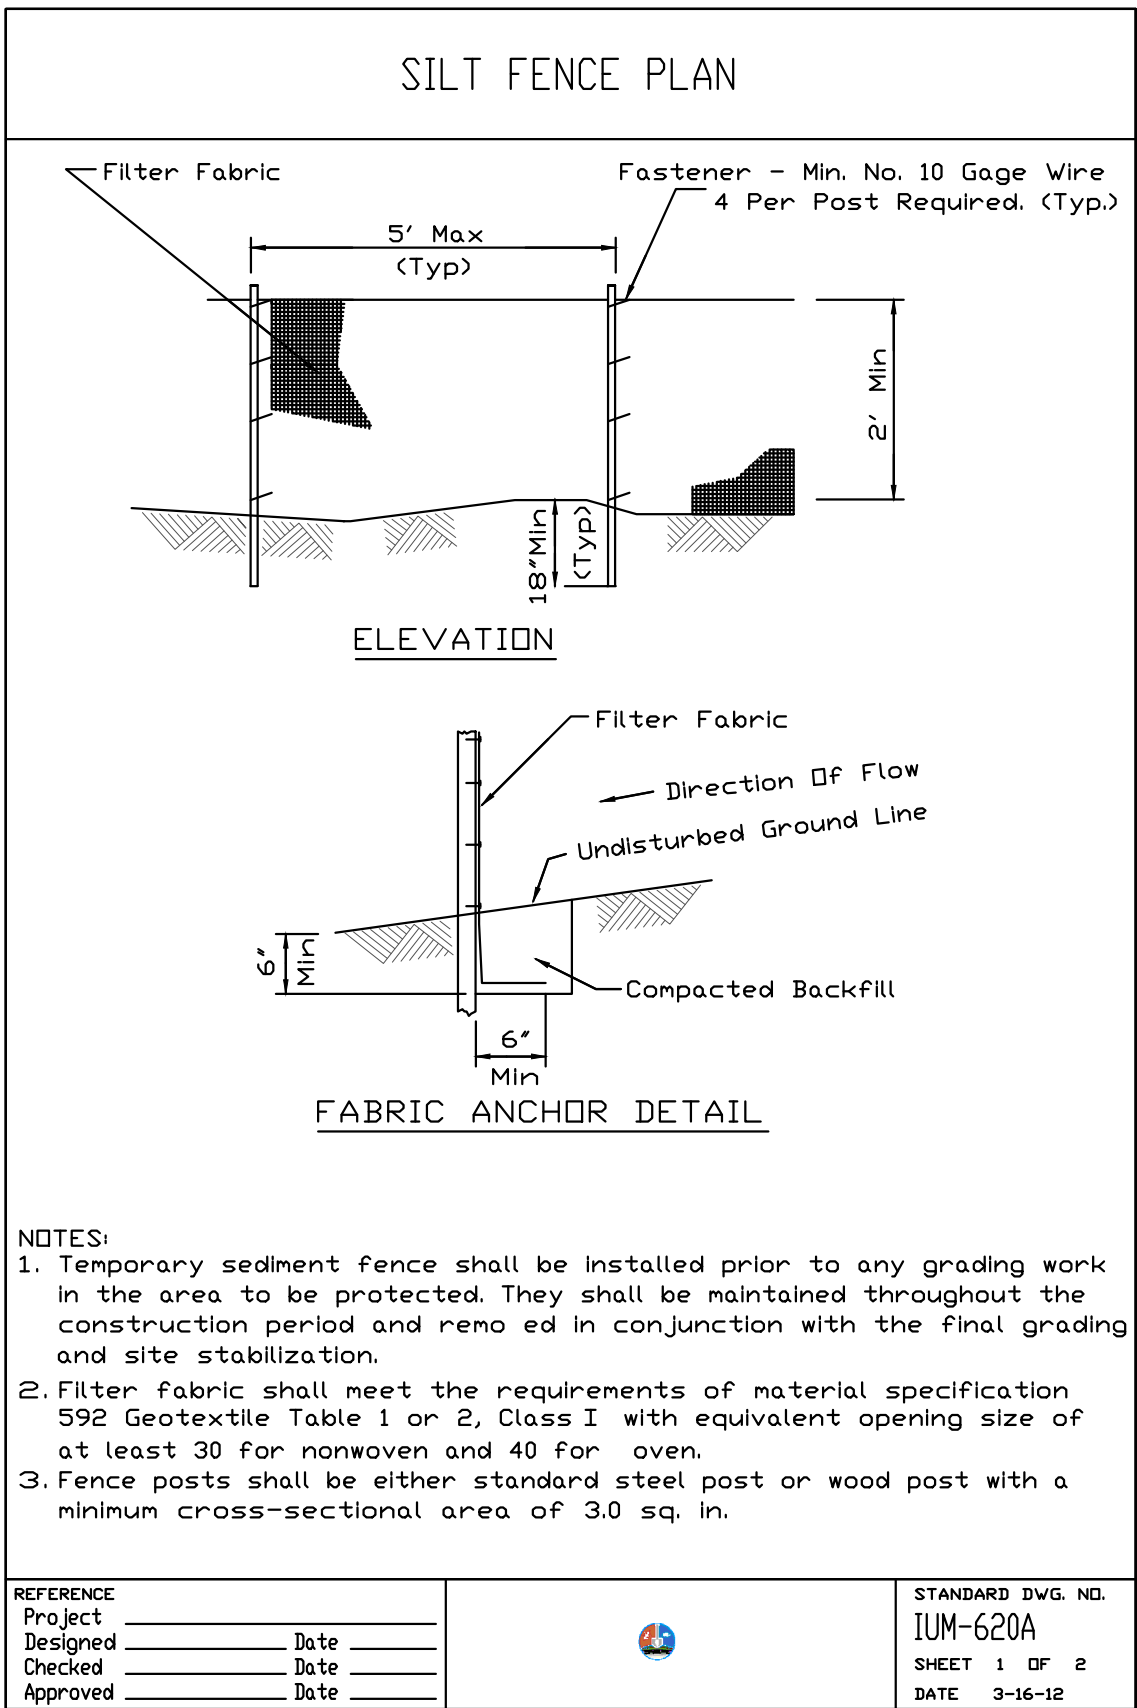 SILT FENCE PLAN
Filter Fabric
Fastener - Min. No. 10 Gage Wire
4 Per Post Required. (Typ.)
5' Max
(Typ)
2' Min
18"Min
(Typ)
ELEVATION
Filter Fabric
Direction Of Flow
Undisturbed Ground Line
6"
Min
Compacted Backfill
6"
Min
FABRIC ANCHOR DETAIL
NOTES:
1. Temporary sediment fence shall be installed prior to any grading work
in the area to be protected. They shall be maintained throughout the
construction period and remo ed in conjunction with the final grading
and site stabilization.
2. Filter fabric shall meet the requirements of material specification
592 Geotextile Table 1 or 2, Class I with equivalent opening size of
at least 30 for nonwoven and 40 for oven.
3. Fence posts shall be either standard steel post or wood post with a
minimum cross-sectional area of 3.0 sq. in.
REFERENCE
Project
Designed Date
Checked Date
Approved Date
STANDARD DWG. NO.
IUM-620A
SHEET 1 OF 2
DATE 3-16-12